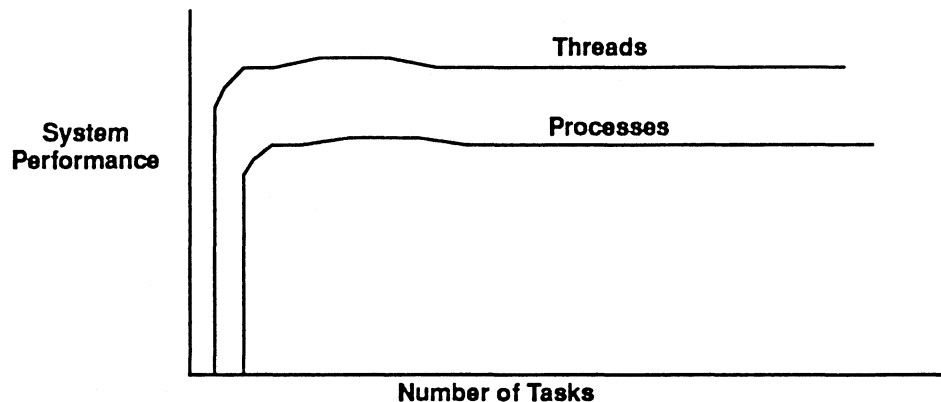 Threads
System
Performance
Processes
Number of Tasks